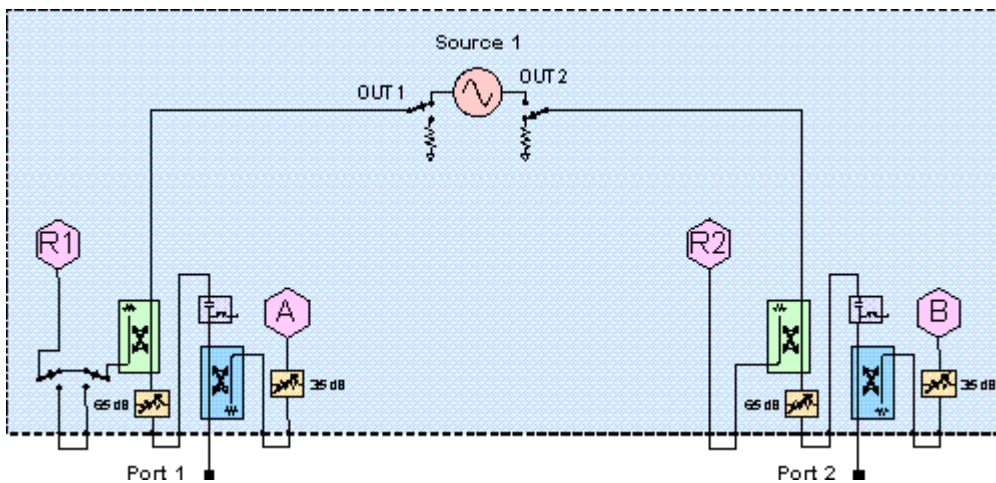 Source 1
OUT 1
OUT 2
R1
R2
A
B
65 dB
35 dB
65 dB
35 dB
Port 1
Port 2